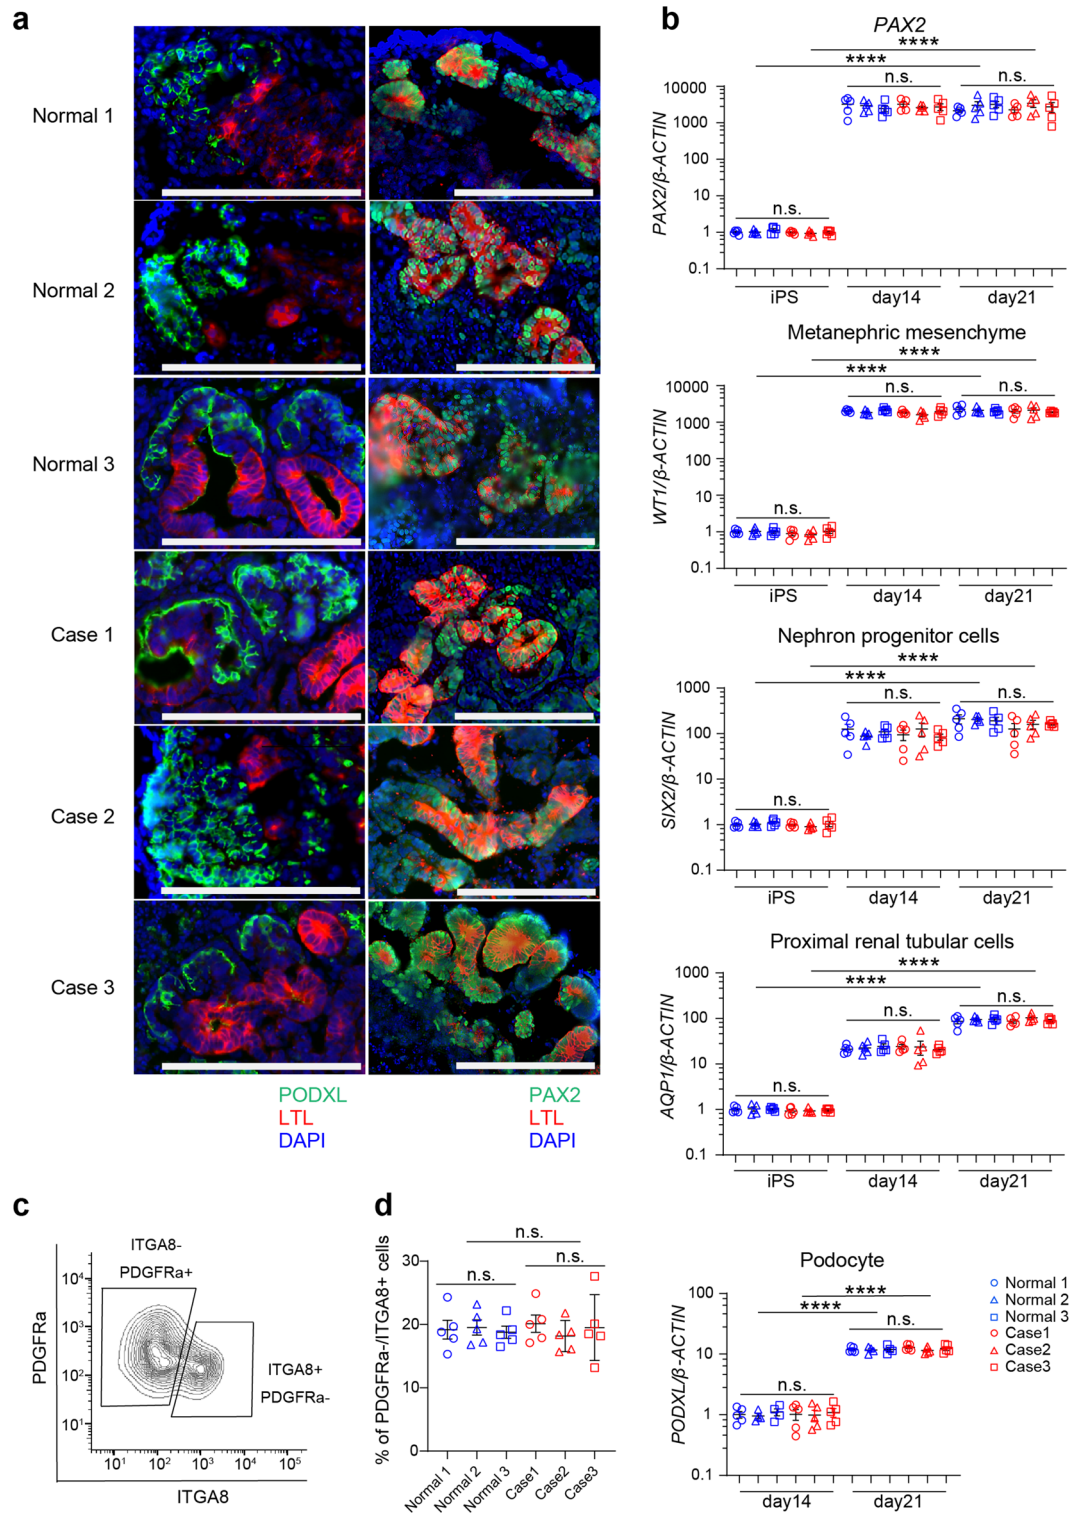 a
Normal 1
Normal 2
Normal 3
Case 1
Case 2
Case 3
PODXL
LTL
DAPI
PAX2
LTL
DAPI
b
PAX2
****
****
n.s.
n.s.
n.s.
PAX2/β-ACTIN
10000
1000
100
10
1
0.1
iPS
day14
day21
Metanephric mesenchyme
****
****
n.s.
n.s.
n.s.
WT1/β-ACTIN
10000
1000
100
10
1
0.1
iPS
day14
day21
Nephron progenitor cells
****
****
n.s.
n.s.
n.s.
SIX2/β-ACTIN
1000
100
10
1
0.1
iPS
day14
day21
Proximal renal tubular cells
****
****
n.s.
n.s.
n.s.
AQP1/β-ACTIN
1000
100
10
1
0.1
iPS
day14
day21
c
ITGA8-
PDGFRa+
ITGA8+
PDGFRa-
PDGFRa
10⁴
10³
10²
10¹
10¹ 10² 10³ 10⁴ 10⁵
ITGA8
d
n.s.
n.s.
n.s.
% of PDGFRa-/ITGA8+ cells
30
20
10
0
Normal 1
Normal 2
Normal 3
Case1
Case2
Case3
Podocyte
****
****
n.s.
n.s.
PODXL/β-ACTIN
100
10
1
0.1
day14
day21
Normal 1
Normal 2
Normal 3
Case1
Case2
Case3